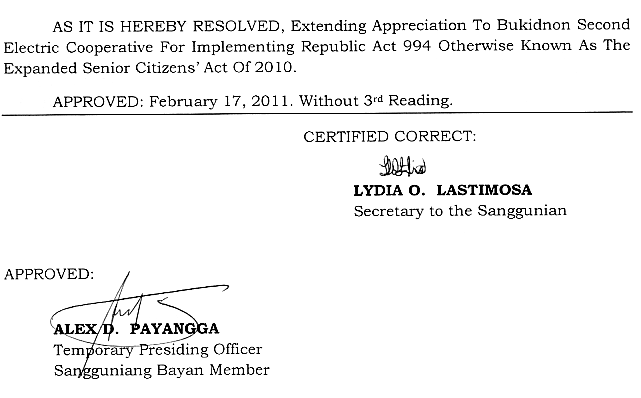 AS IT IS HEREBY RESOLVED, Extending Appreciation To Bukidnon Second
Electric Cooperative For Implementing Republic Act 994 Otherwise Known As The
Expanded Senior Citizens' Act Of 2010.
APPROVED: February 17, 2011. Without 3rd Reading.
CERTIFIED CORRECT:
LYDIA O. LASTIMOSA
Secretary to the Sanggunian
APPROVED:
ALEX D. PAYANGGA
Temporary Presiding Officer
Sangguniang Bayan Member